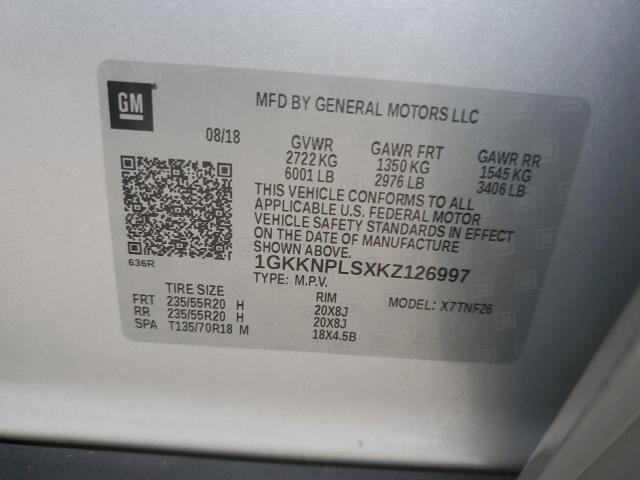 GM
MFD BY GENERAL MOTORS LLC
08/18 GVWR GAWR FRT GAWR RR
2722 KG 1350 KG 1545 KG
6001 LB 2976 LB 3406 LB
THIS VEHICLE CONFORMS TO ALL
APPLICABLE U.S. FEDERAL MOTOR
VEHICLE SAFETY STANDARDS IN EFFECT
ON THE DATE OF MANUFACTURE
SHOWN ABOVE.
636R 1GKKNPLSXKZ126997
TYPE: M.P.V.
TIRE SIZE RIM MODEL: X7TNF26
FRT 235/55R20 H 20X8J
RR 235/55R20 H 20X8J
SPA T135/70R18 M 18X4.5B